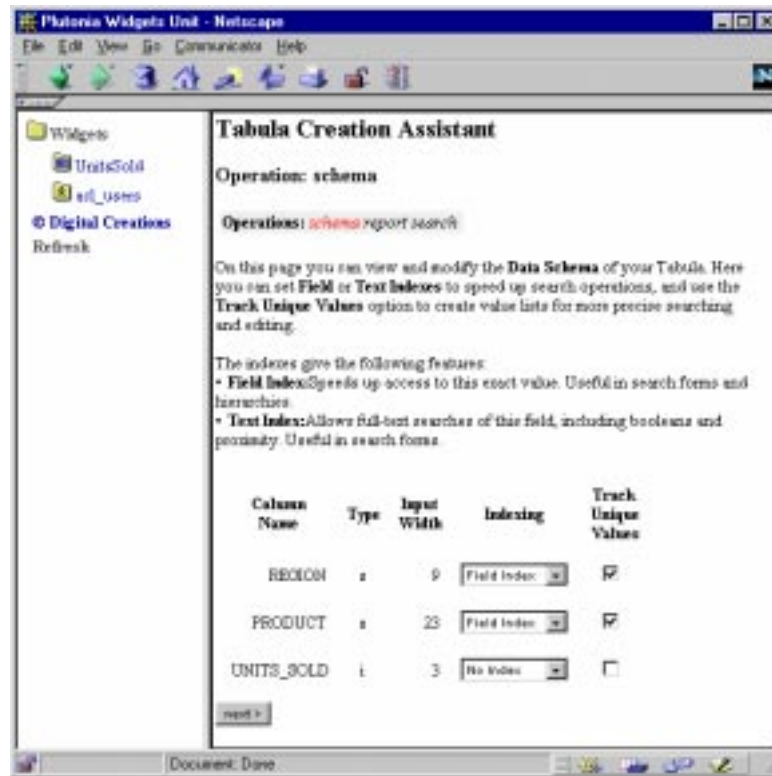 Plutonia Widgets Unit - Netscape
File Edit View Go Communicator Help
Widgets
UnitsSold
acl_users
© Digital Creations
Refresh
Tabula Creation Assistant
Operation: schema
Operations: schema report search
On this page you can view and modify the Data Schema of your Tabula. Here
you can set Field or Text Indexes to speed up search operations, and use the
Track Unique Values option to create value lists for more precise searching
and editing.
The indexes give the following features:
• Field Index:Speeds up access to this exact value. Useful in search forms and
hierarchies.
• Text Index:Allows full-text searches of this field, including booleans and
proximity. Useful in search forms.
Column Name Type Input Width Indexing Track Unique Values
REGION s 9 Field Index
PRODUCT s 23 Field Index
UNITS_SOLD i 3 No Index
next >
Document: Done